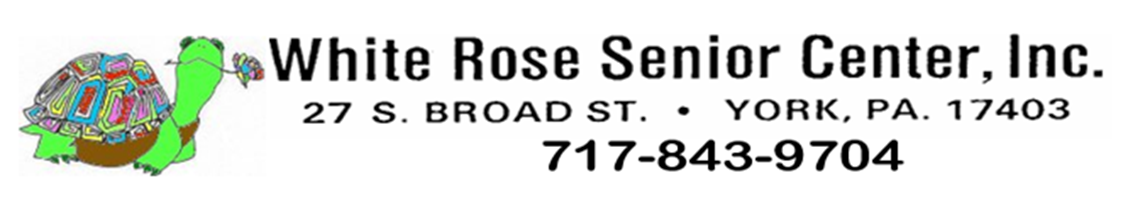 White Rose Senior Center, Inc.
27 S. BROAD ST. • YORK, PA. 17403
717-843-9704